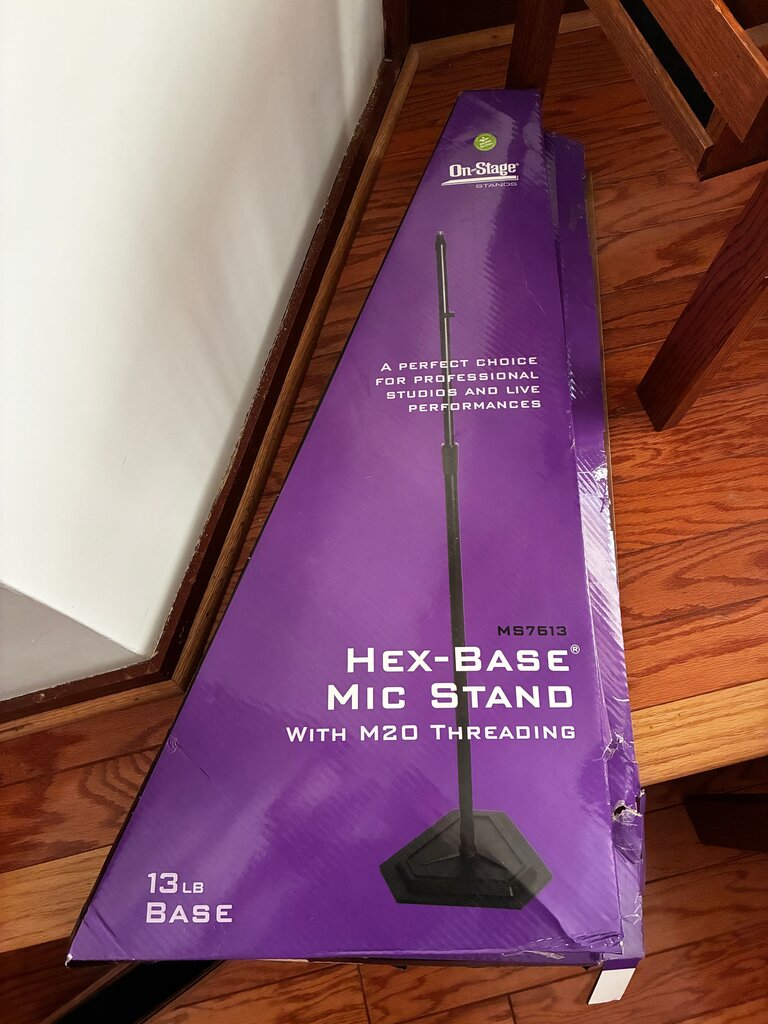 On-Stage®
STANDS
A PERFECT CHOICE
FOR PROFESSIONAL
STUDIOS AND LIVE
PERFORMANCES
MS7613
HEX-BASE®
MIC STAND
WITH M20 THREADING
13LB
BASE